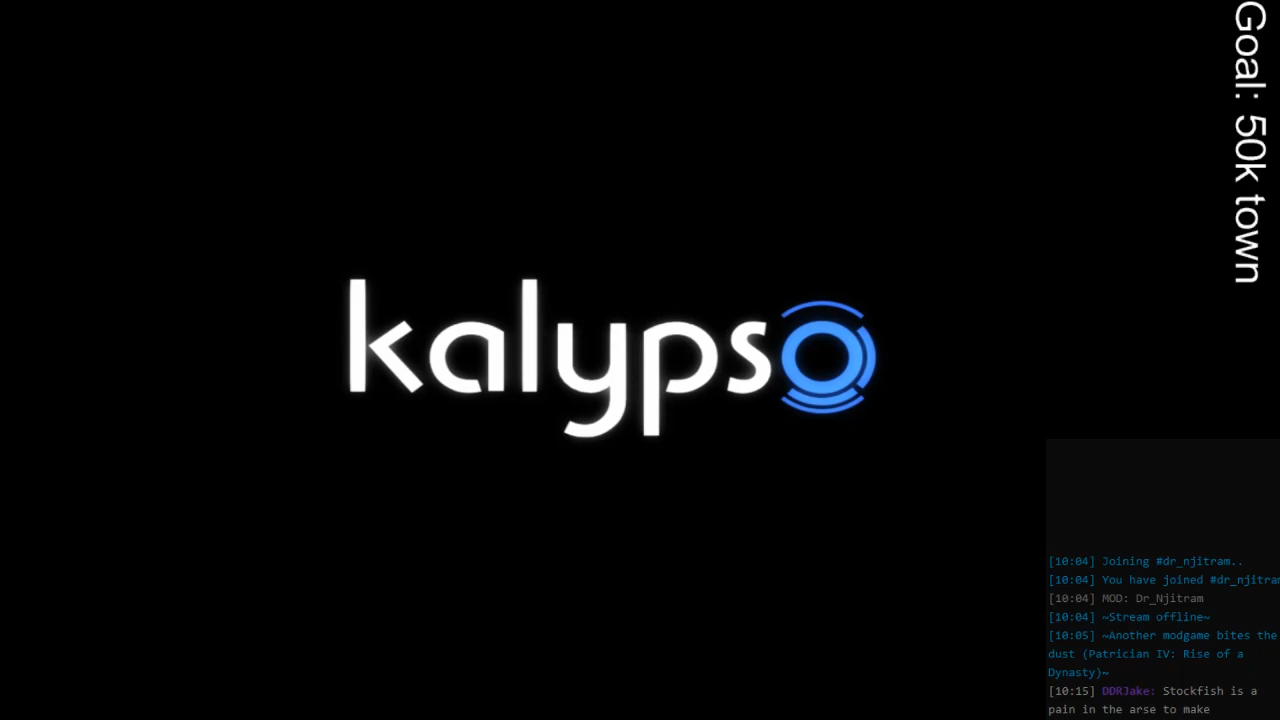 Goal: 50k town
kalypso
[10:04] Joining #dr_njitram..
[10:04] You have joined #dr_njitram
[10:04] MOD: Dr_Njitram
[10:04] ~Stream offline~
[10:05] ~Another modgame bites the
dust (Patrician IV: Rise of a
Dynasty)~
[10:15] DDRJake: Stockfish is a
pain in the arse to make